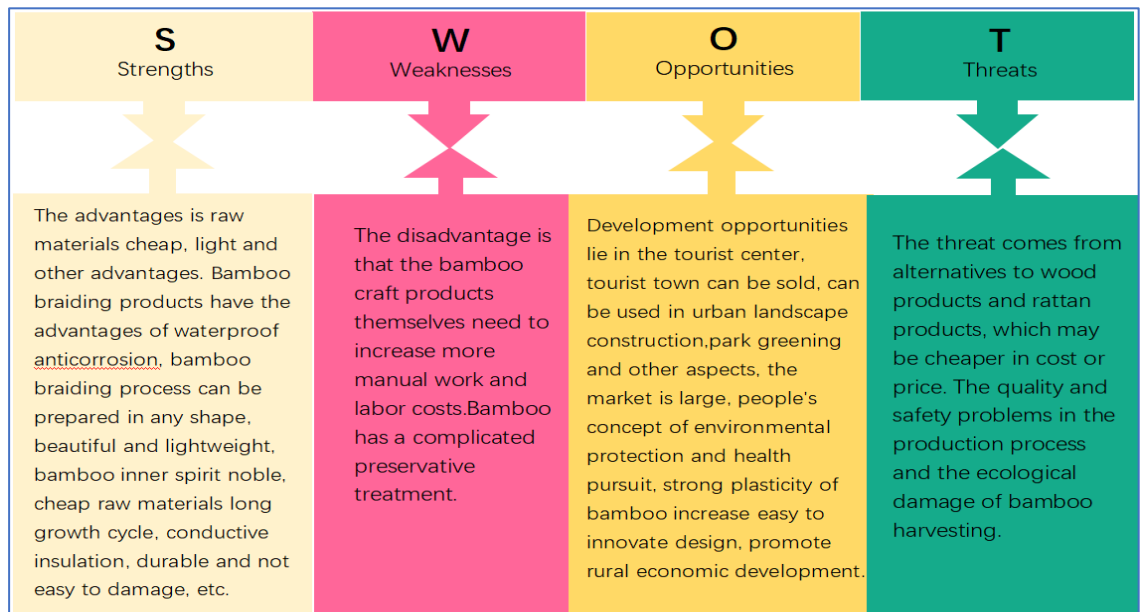 S
Strengths
W
Weaknesses
O
Opportunities
T
Threats
The advantages is raw
materials cheap, light and
other advantages. Bamboo
braiding products have the
advantages of waterproof
anticorrosion, bamboo
braiding process can be
prepared in any shape,
beautiful and lightweight,
bamboo inner spirit noble,
cheap raw materials long
growth cycle, conductive
insulation, durable and not
easy to damage, etc.
The disadvantage is
that the bamboo
craft products
themselves need to
increase more
manual work and
labor costs.Bamboo
has a complicated
preservative
treatment.
Development opportunities
lie in the tourist center,
tourist town can be sold, can
be used in urban landscape
construction,park greening
and other aspects, the
market is large, people's
concept of environmental
protection and health
pursuit, strong plasticity of
bamboo increase easy to
innovate design, promote
rural economic development.
The threat comes from
alternatives to wood
products and rattan
products, which may
be cheaper in cost or
price. The quality and
safety problems in the
production process
and the ecological
damage of bamboo
harvesting.